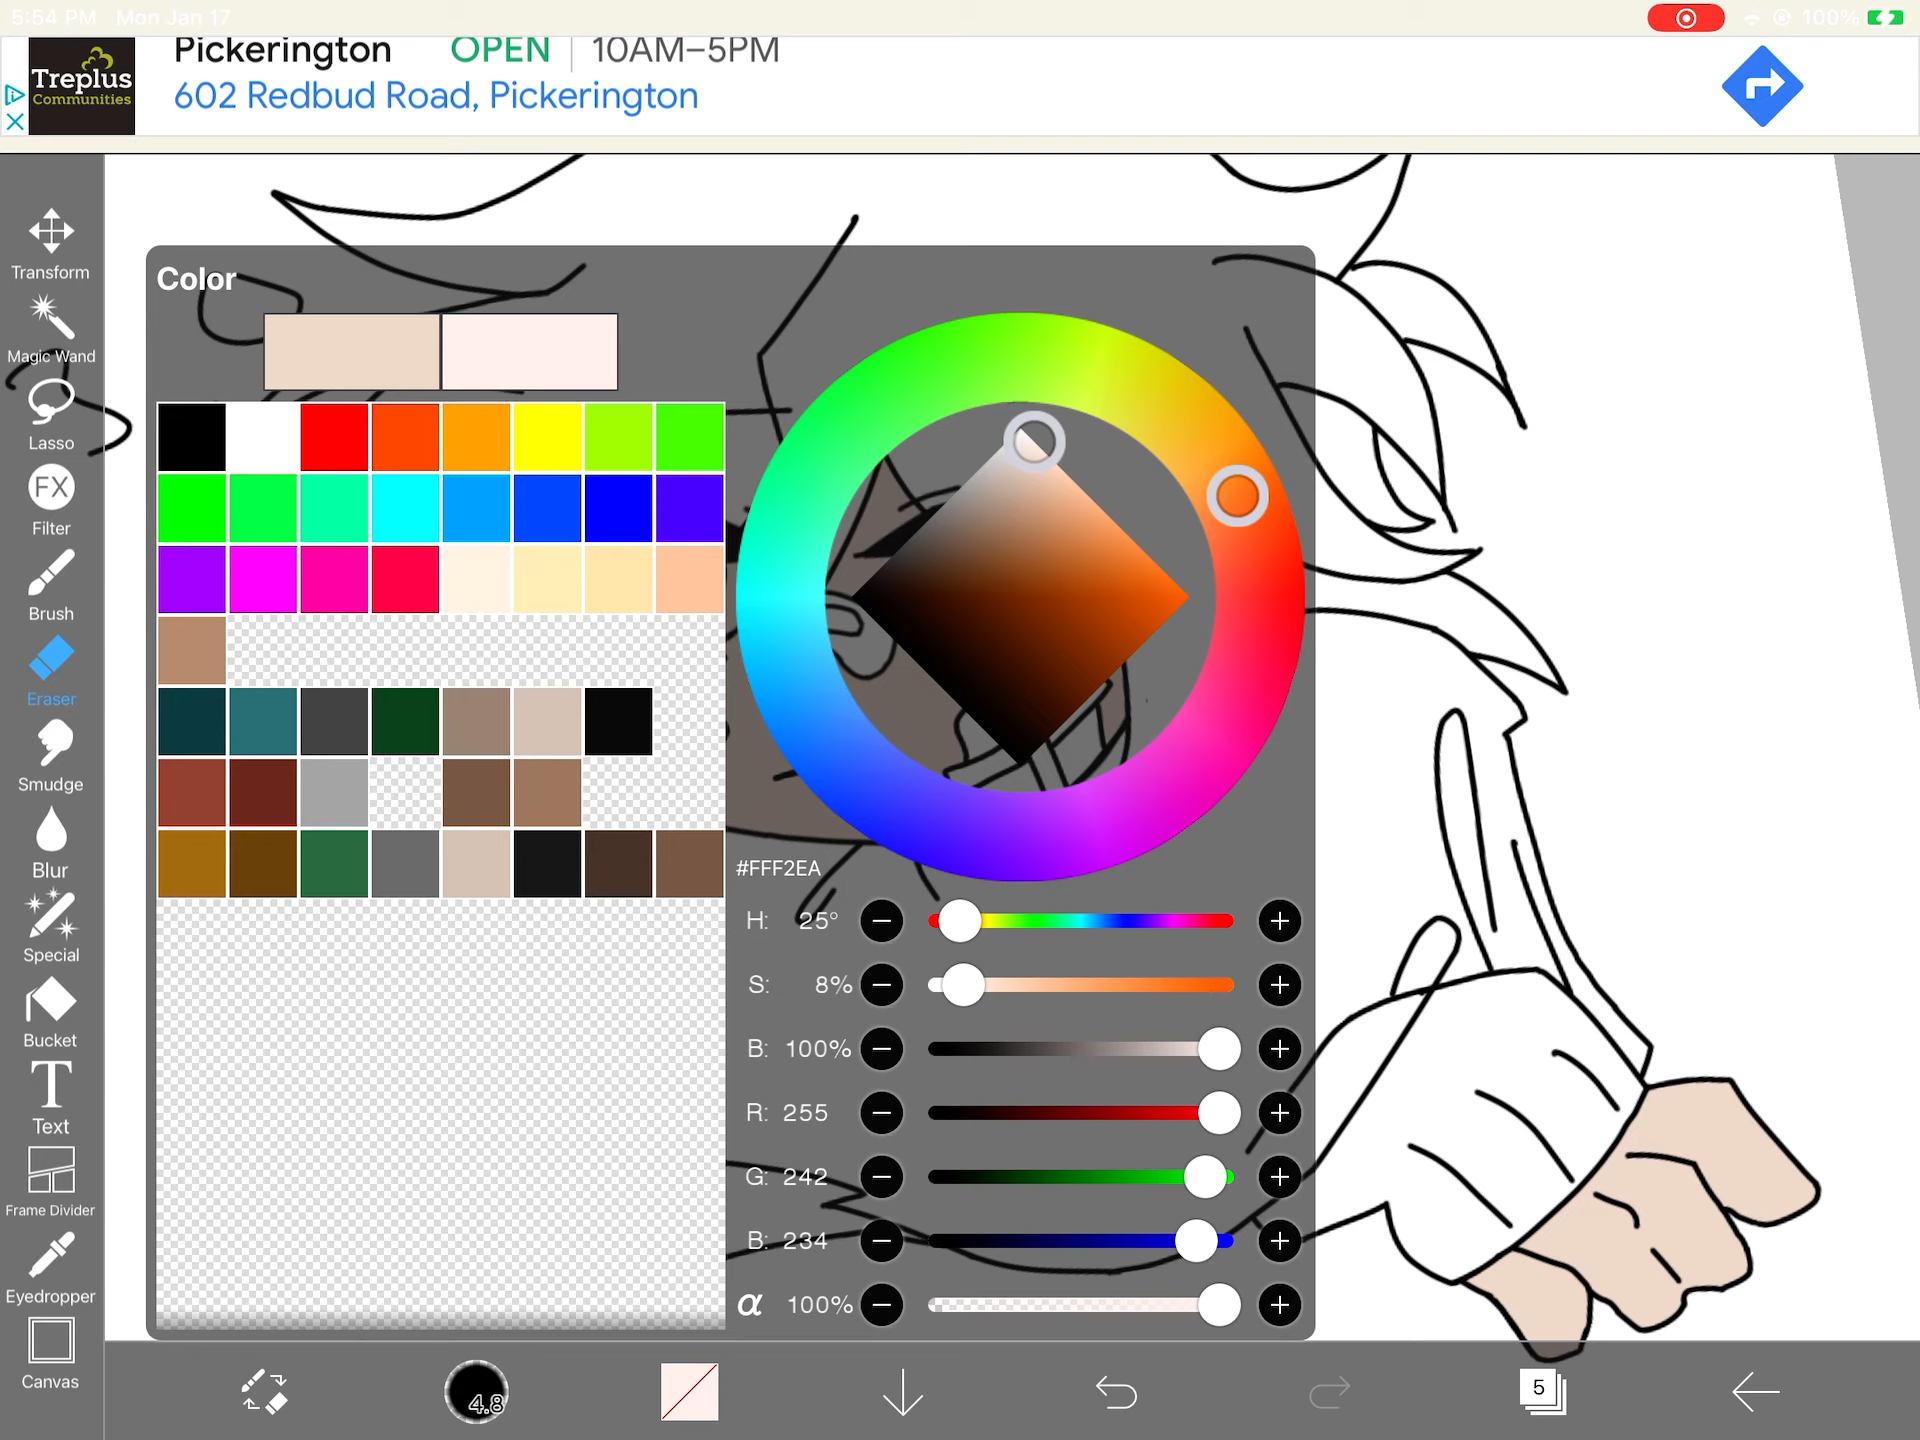 5:54 PM Mon Jan 17
100%
Treplus
Communities
Pickerington OPEN 10AM–5PM
602 Redbud Road, Pickerington
Transform
Magic Wand
Lasso
FX
Filter
Brush
Eraser
Smudge
Blur
Special
Bucket
T
Text
Frame Divider
Eyedropper
Canvas
Color
#FFF2EA
H: 25°
S: 8%
B: 100%
R: 255
G: 242
B: 234
α 100%
4.8
5